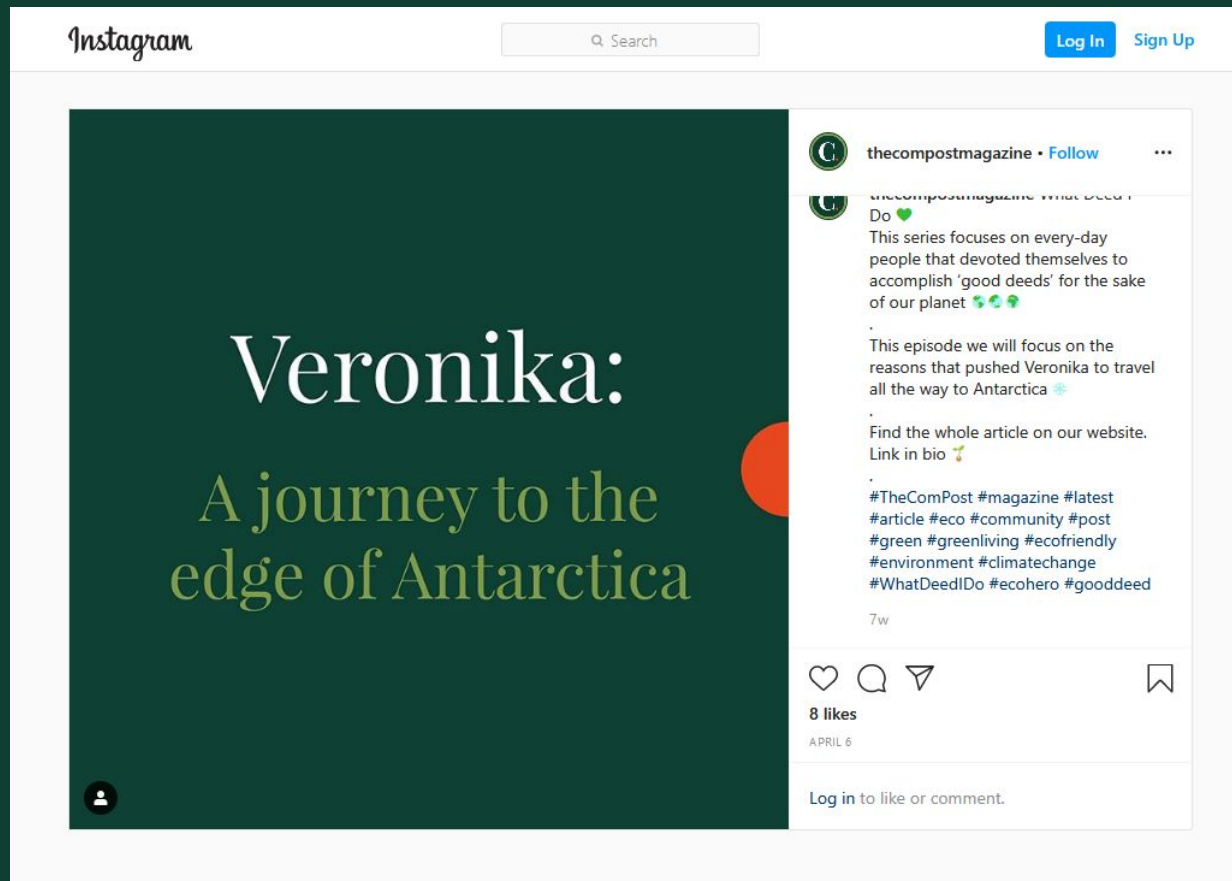 Instagram
Search
Log In
Sign Up
Veronika:
A journey to the
edge of Antarctica
C.
thecompostmagazine • Follow
C.
thecompostmagazine What Deed I
Do 💚
This series focuses on every-day
people that devoted themselves to
accomplish ‘good deeds’ for the sake
of our planet 🌎🌏🌍
.
This episode we will focus on the
reasons that pushed Veronika to travel
all the way to Antarctica ❄
.
Find the whole article on our website.
Link in bio 🌱
.
#TheComPost #magazine #latest
#article #eco #community #post
#green #greenliving #ecofriendly
#environment #climatechange
#WhatDeedIDo #ecohero #gooddeed
7w
8 likes
APRIL 6
Log in to like or comment.